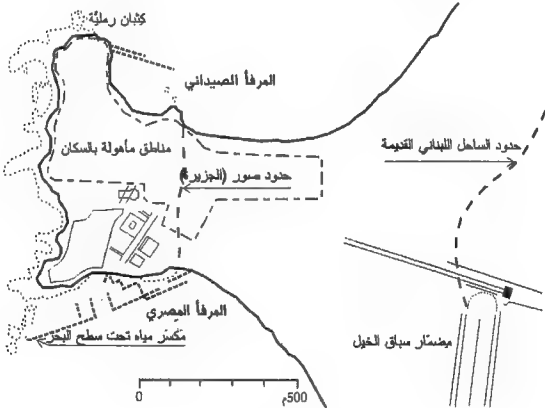 كثبان رملية
المرفأ الصيداني
مناطق مأهولة بالسكان
حدود الساحل اللبناني القديمة
حدود صور (الجزيرة)
المرفأ المصري
مضمار سباق الخيل
مكسر مياه تحت سطح البحر
0
500م